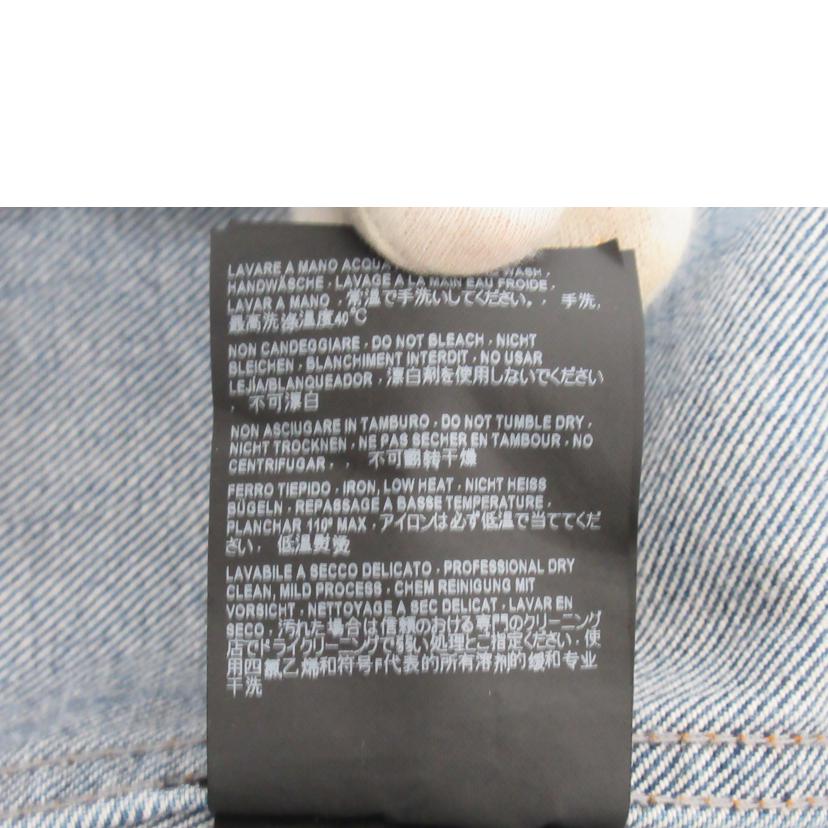 LAVARE A MANO ACQUA WASH,
HANDWÄSCHE, LAVAGE A LA MAIN EAU FROIDE,
LAVAR A MANO, 常温で手洗いしてください。, 手洗,
最高洗涤温度40℃
NON CANDEGGIARE, DO NOT BLEACH, NICHT
BLEICHEN, BLANCHIMENT INTERDIT, NO USAR
LEJÍA/BLANQUEADOR, 漂白剤を使用しないでください
, 不可漂白
NON ASCIUGARE IN TAMBURO, DO NOT TUMBLE DRY,
NICHT TROCKNEN, NE PAS SECHER EN TAMBOUR, NO
CENTRIFUGAR, , 不可翻转干燥
FERRO TIEPIDO, IRON, LOW HEAT, NICHT HEISS
BÜGELN, REPASSAGE A BASSE TEMPERATURE,
PLANCHAR 110° MAX, アイロンは必ず低温で当ててくだ
さい, 低温熨烫
LAVABILE A SECCO DELICATO, PROFESSIONAL DRY
CLEAN, MILD PROCESS, CHEM REINIGUNG MIT
VORSICHT, NETTOYAGE A SEC DELICAT, LAVAR EN
SECO, 汚れた場合は信頼のおける専門のクリーニング
店でドライクリーニングで弱い処理とご指定ください, 使
用四氯乙烯和符号F代表的所有溶剂的缓和专业
干洗